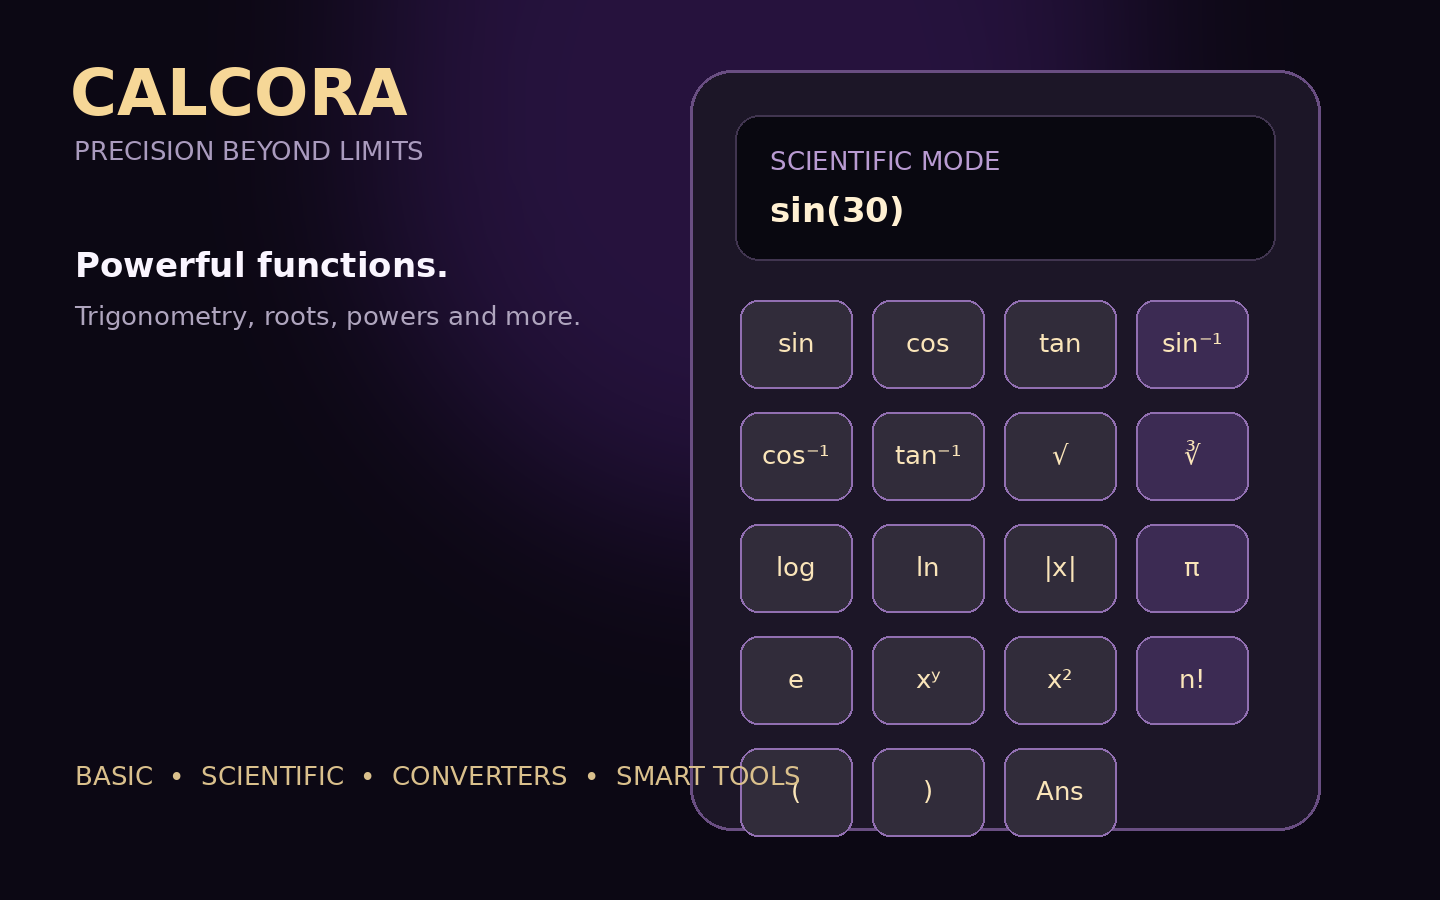 CALCORA
PRECISION BEYOND LIMITS
Powerful functions.
Trigonometry, roots, powers and more.
BASIC • SCIENTIFIC • CONVERTERS • SMART TOOLS
SCIENTIFIC MODE
sin(30)
sin cos tan sin⁻¹
cos⁻¹ tan⁻¹ √ ∛
log ln |x| π
e xʸ x² n!
( ) Ans